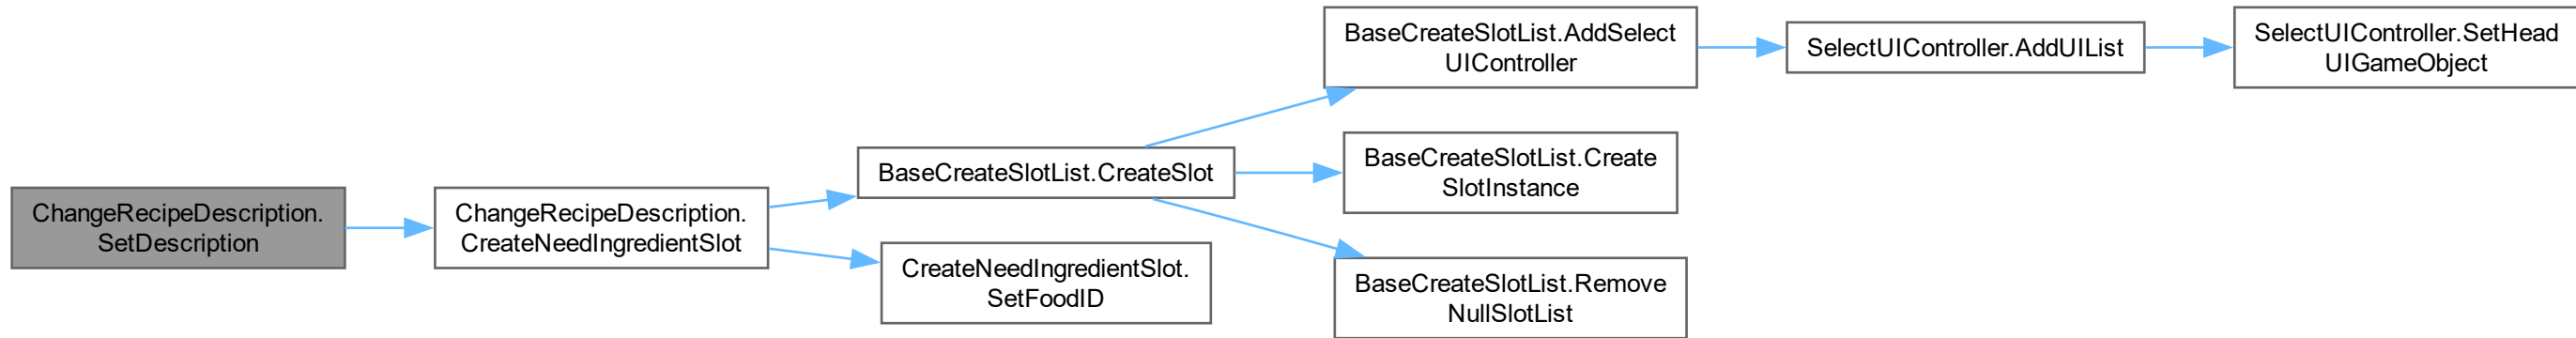 ChangeRecipeDescription.
SetDescription
ChangeRecipeDescription.
CreateNeedIngredientSlot
BaseCreateSlotList.CreateSlot
CreateNeedIngredientSlot.
SetFoodID
BaseCreateSlotList.AddSelect
UIController
BaseCreateSlotList.Create
SlotInstance
BaseCreateSlotList.Remove
NullSlotList
SelectUIController.AddUIList
SelectUIController.SetHead
UIGameObject